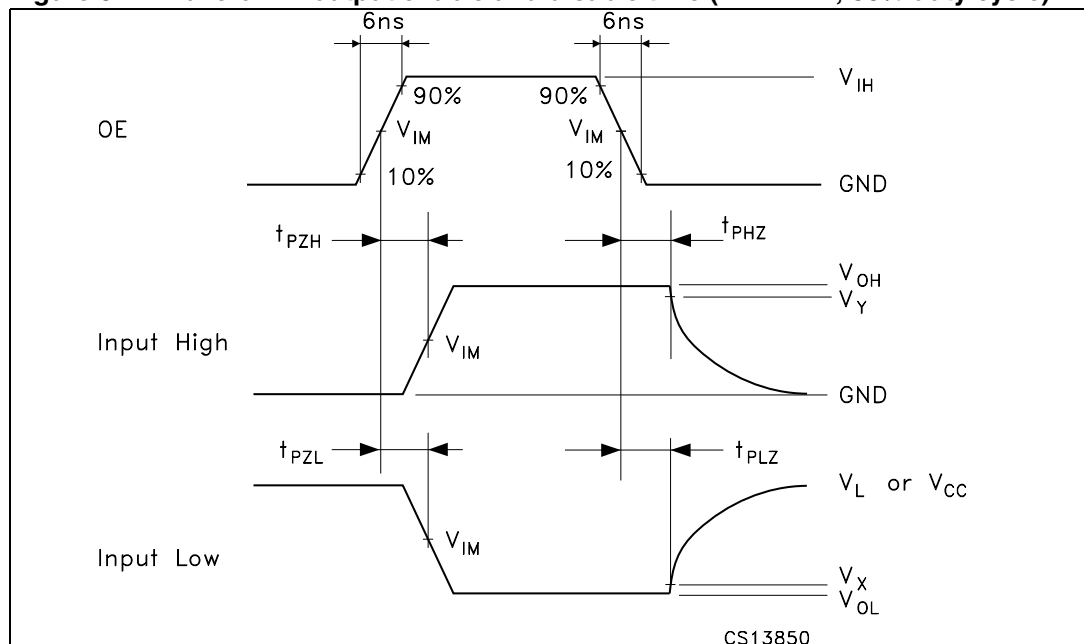 6ns 6ns
V_IH
90% 90%
OE
V_IM V_IM
10% 10%
GND
t_PZH t_PHZ
V_OH
V_Y
Input High
V_IM
GND
t_PZL t_PLZ
V_L or V_CC
V_IM
Input Low
V_X
V_OL
CS13850